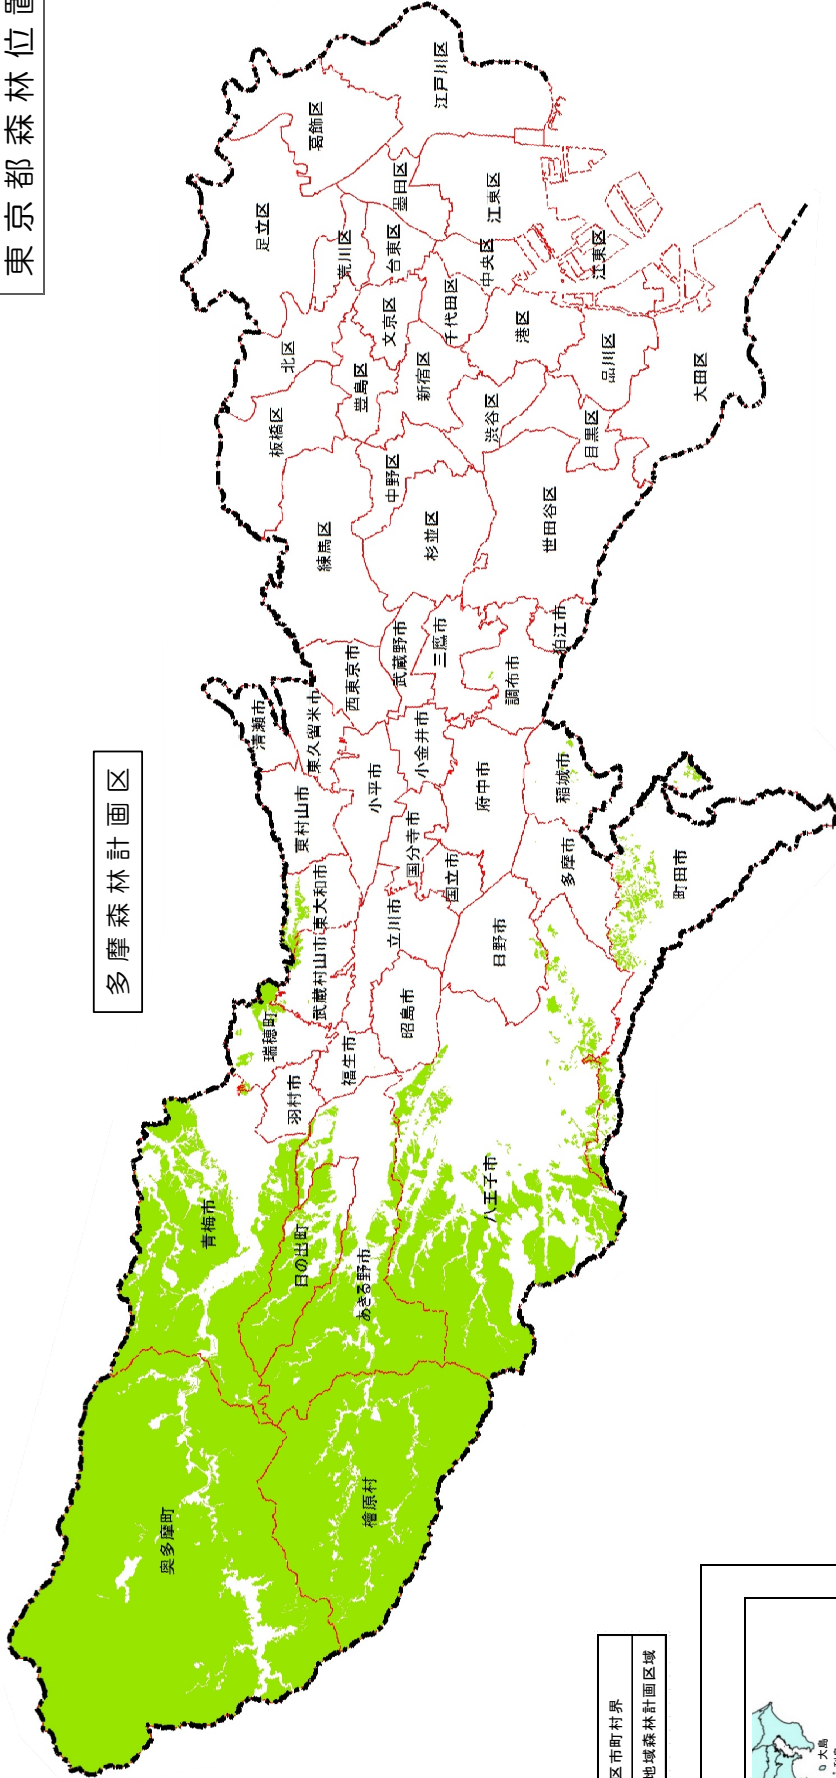 東京都森林位置
多摩森林計画区
奥多摩町
檜原村
青梅市
日の出町
あきる野市
八王子市
羽村市
瑞穂町
福生市
昭島市
武蔵村山市
東大和市
立川市
日野市
東村山市
小平市
国分寺市
国立市
府中市
多摩市
稲城市
町田市
清瀬市
東久留米市
西東京市
小金井市
武蔵野市
三鷹市
調布市
狛江市
練馬区
杉並区
世田谷区
板橋区
中野区
北区
豊島区
新宿区
渋谷区
目黒区
文京区
千代田区
港区
品川区
大田区
足立区
荒川区
台東区
中央区
江東区
江東区
墨田区
葛飾区
江戸川区
区市町村界
地域森林計画区域
大島